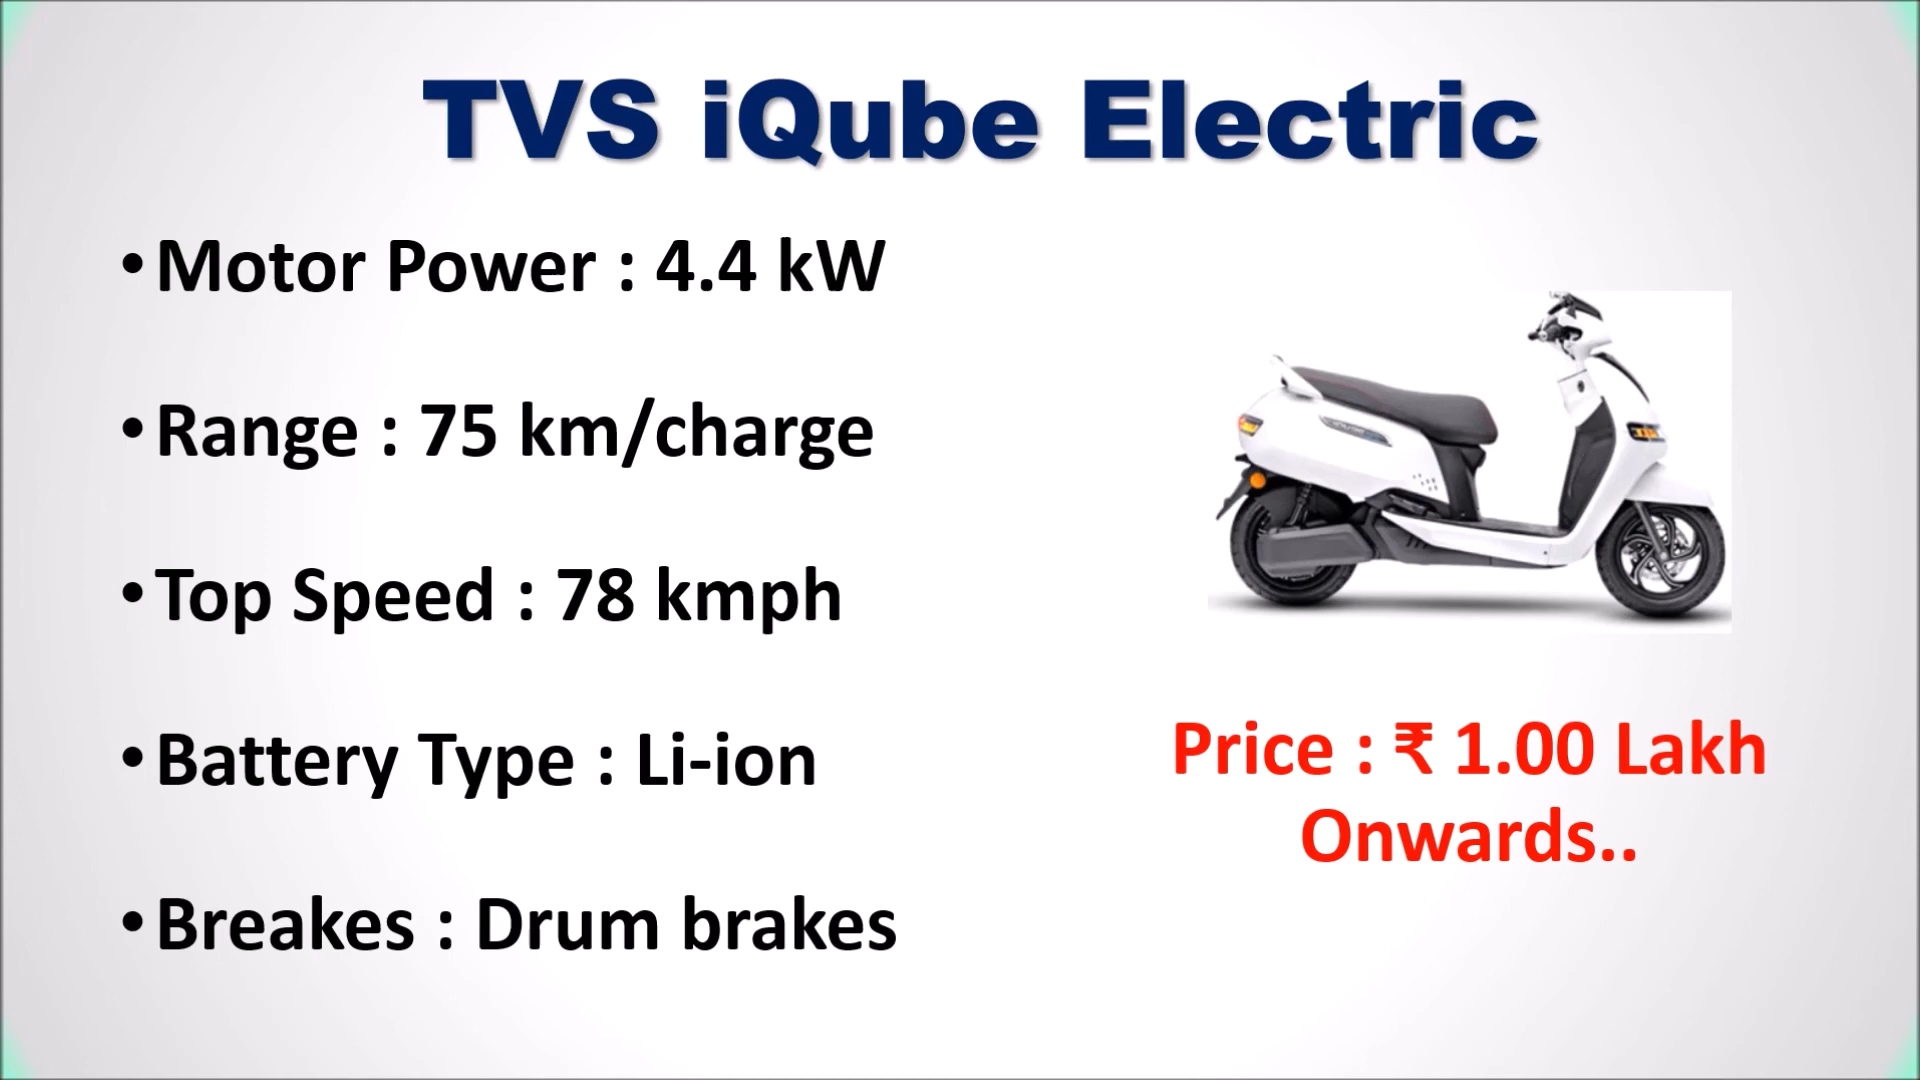 TVS iQube Electric
• Motor Power : 4.4 kW
• Range : 75 km/charge
• Top Speed : 78 kmph
• Battery Type : Li-ion
• Breakes : Drum brakes
Price : ₹ 1.00 Lakh
Onwards..